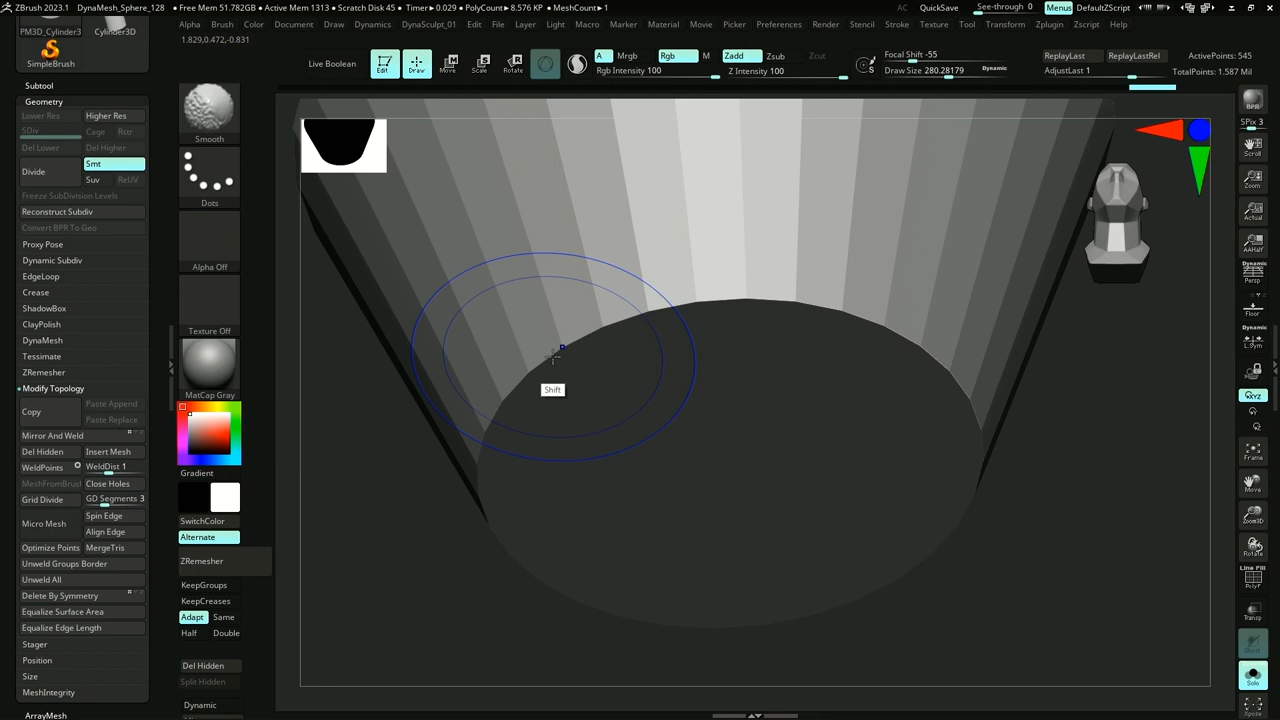 ZBrush 2023.1 DynaMesh_Sphere_128 ● Free Mem 51.782GB ● Active Mem 1313 ● Scratch Disk 45 ● Timer▸0.029 ● PolyCount▸8.576 KP ● MeshCount▸1 AC QuickSave See-through 0 Menus DefaultZScript
Alpha Brush Color Document Draw Dynamics DynaSculpt_01 Edit File Layer Light Macro Marker Material Movie Picker Preferences Render Stencil Stroke Texture Tool Transform Zplugin Zscript Help
PM3D_Cylinder3 Cylinder3D
1.829,0.472,-0.831
SimpleBrush
Live Boolean Edit Draw Move Scale Rotate A Mrgb Rgb M Zadd Zsub Zcut Focal Shift -55 ReplayLast ReplayLastRel ActivePoints: 545
Rgb Intensity 100 Z Intensity 100 Draw Size 280.28179 Dynamic AdjustLast 1 TotalPoints: 1.587 Mil
Subtool
Geometry
Lower Res Higher Res
SDiv Cage Rstr
Del Lower Del Higher
Divide Smt
Suv ReUV
Freeze SubDivision Levels
Reconstruct Subdiv
Convert BPR To Geo
Proxy Pose
Dynamic Subdiv
EdgeLoop
Crease
ShadowBox
ClayPolish
DynaMesh
Tessimate
ZRemesher
Modify Topology
Copy Paste Append
Paste Replace
Mirror And Weld
Del Hidden Insert Mesh
WeldPoints WeldDist 1
MeshFromBrush Close Holes
Grid Divide GD Segments 3
Micro Mesh Spin Edge
Align Edge
Optimize Points MergeTris
Unweld Groups Border
Unweld All
Delete By Symmetry
Equalize Surface Area
Equalize Edge Length
Stager
Position
Size
MeshIntegrity
ArrayMesh
Smooth
Dots
Alpha Off
Texture Off
MatCap Gray
Gradient
SwitchColor
Alternate
ZRemesher
KeepGroups
KeepCreases
Adapt Same
Half Double
Del Hidden
Split Hidden
Dynamic
Shift
BPR
SPix 3
Scroll
Zoom
Actual
AAHalf
Dynamic
Persp
Floor
Dynamic
L.Sym
xyz
Frame
Move
Zoom3D
Rotate
Line Fill
PolyF
Transp
Ghost
Solo
Xpose